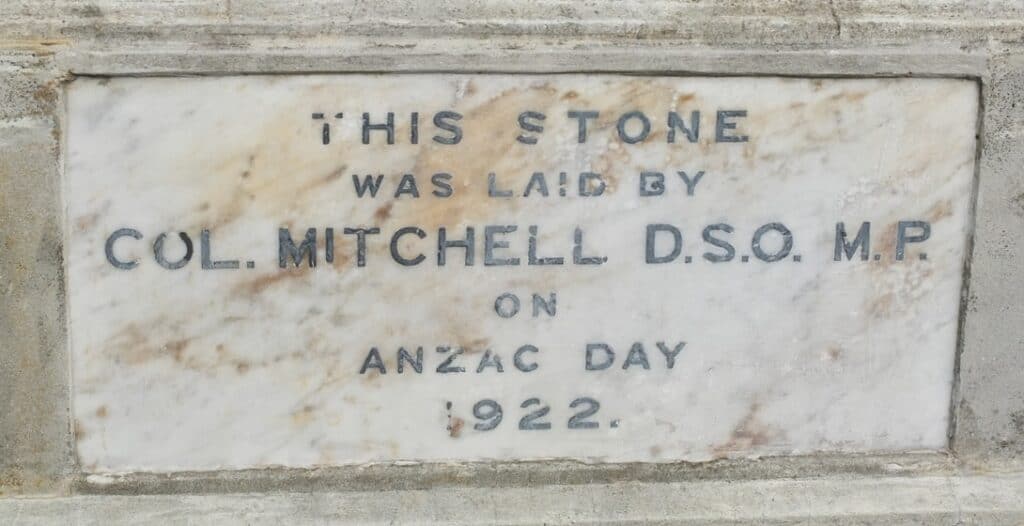 THIS STONE
WAS LAID BY
COL. MITCHELL D.S.O. M.P.
ON
ANZAC DAY
1922.